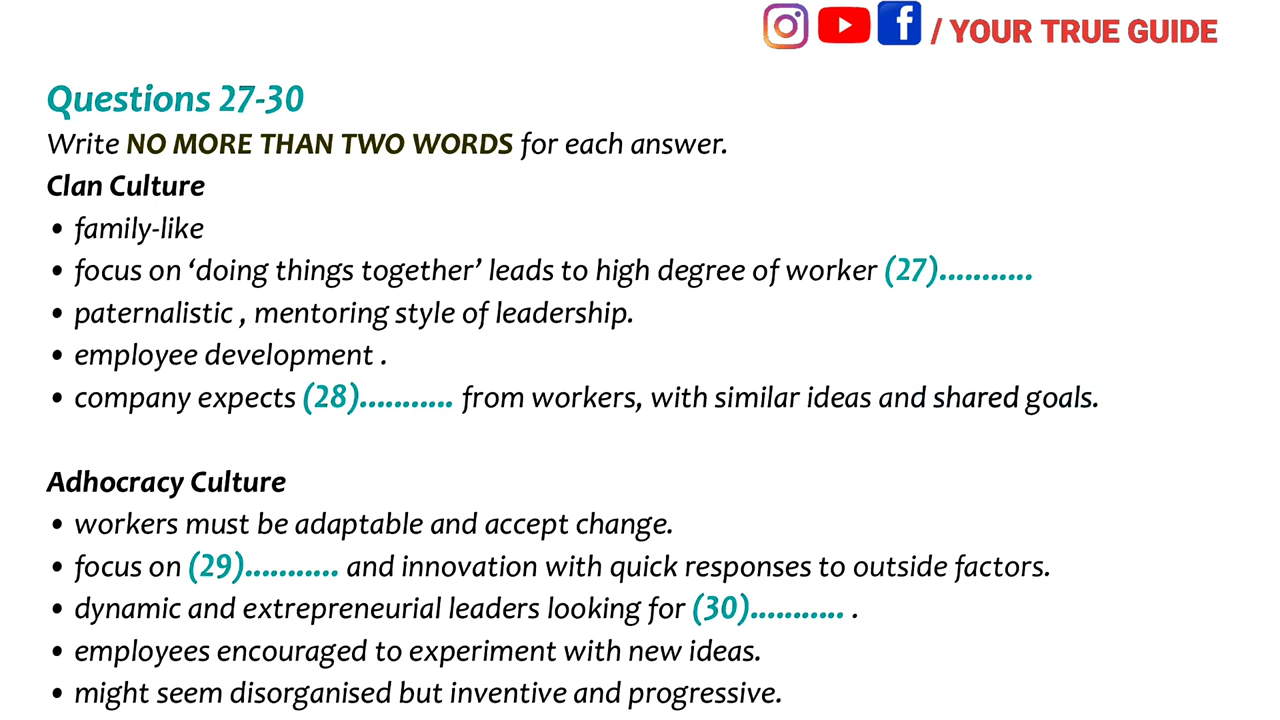 / YOUR TRUE GUIDE
Questions 27-30
Write NO MORE THAN TWO WORDS for each answer.
Clan Culture
• family-like
• focus on ‘doing things together’ leads to high degree of worker (27)...........
• paternalistic , mentoring style of leadership.
• employee development .
• company expects (28)........... from workers, with similar ideas and shared goals.
Adhocracy Culture
• workers must be adaptable and accept change.
• focus on (29)........... and innovation with quick responses to outside factors.
• dynamic and extrepreneurial leaders looking for (30)........... .
• employees encouraged to experiment with new ideas.
• might seem disorganised but inventive and progressive.